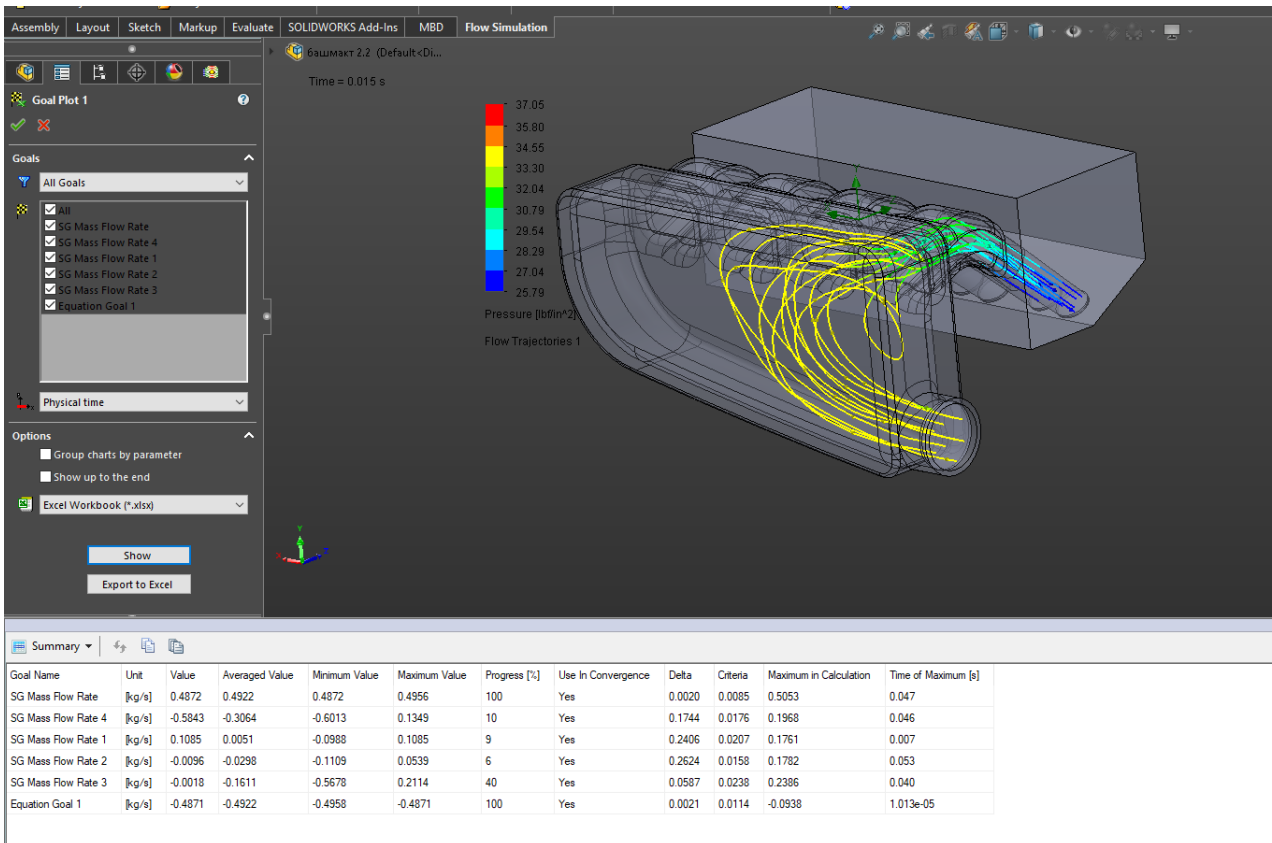 Assembly Layout Sketch Markup Evaluate SOLIDWORKS Add-Ins MBD Flow Simulation
башмакт 2.2 (Default<Di...
Time = 0.015 s
Goal Plot 1
Goals
All Goals
All
SG Mass Flow Rate
SG Mass Flow Rate 4
SG Mass Flow Rate 1
SG Mass Flow Rate 2
SG Mass Flow Rate 3
Equation Goal 1
Physical time
Options
Group charts by parameter
Show up to the end
Excel Workbook (*.xlsx)
Show
Export to Excel
37.05
35.80
34.55
33.30
32.04
30.79
29.54
28.29
27.04
25.79
Pressure [lbf/in^2]
Flow Trajectories 1
Y
X
Z
Summary
Goal Name Unit Value Averaged Value Minimum Value Maximum Value Progress [%] Use In Convergence Delta Criteria Maximum in Calculation Time of Maximum [s]
SG Mass Flow Rate [kg/s] 0.4872 0.4922 0.4872 0.4956 100 Yes 0.0020 0.0085 0.5053 0.047
SG Mass Flow Rate 4 [kg/s] -0.5843 -0.3064 -0.6013 0.1349 10 Yes 0.1744 0.0176 0.1968 0.046
SG Mass Flow Rate 1 [kg/s] 0.1085 0.0051 -0.0988 0.1085 9 Yes 0.2406 0.0207 0.1761 0.007
SG Mass Flow Rate 2 [kg/s] -0.0096 -0.0298 -0.1109 0.0539 6 Yes 0.2624 0.0158 0.1782 0.053
SG Mass Flow Rate 3 [kg/s] -0.0018 -0.1611 -0.5678 0.2114 40 Yes 0.0587 0.0238 0.2386 0.040
Equation Goal 1 [kg/s] -0.4871 -0.4922 -0.4958 -0.4871 100 Yes 0.0021 0.0114 -0.0938 1.013e-05